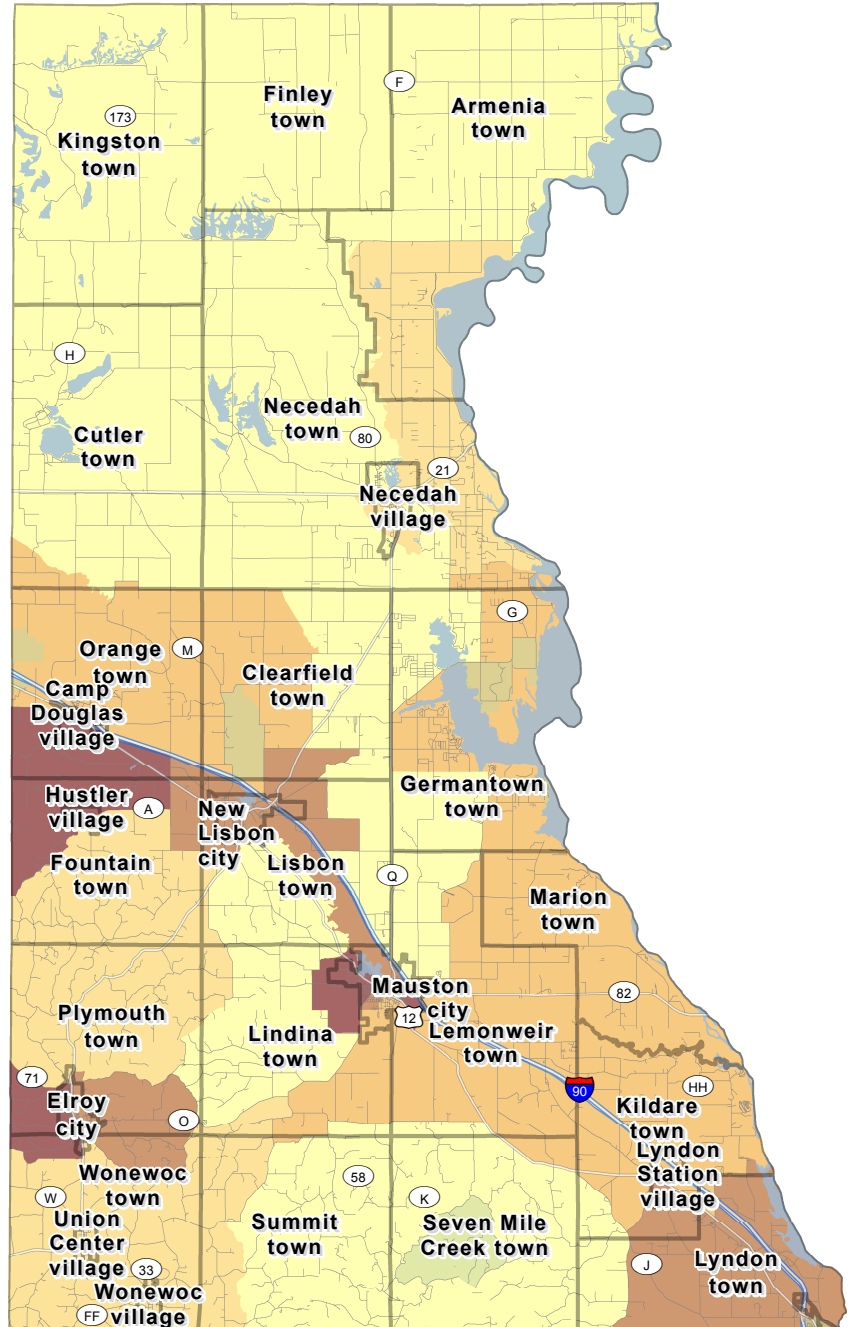 F
Finley
town
Armenia
town
173
Kingston
town
H
Necedah
town
80
Cutler
town
21
Necedah
village
G
M
Orange
town
Clearfield
town
Camp
Douglas
village
Germantown
town
Hustler
village
A
New
Lisbon
city
Fountain
town
Lisbon
town
Q
Marion
town
82
Mauston
city
12
Plymouth
town
Lindina
town
Lemonweir
town
71
90
HH
Elroy
city
O
Kildare
town
Lyndon
Station
village
Wonewoc
town
58
K
W
Union
Center
village
Summit
town
Seven Mile
Creek town
33
J
Lyndon
town
Wonewoc
village
FF